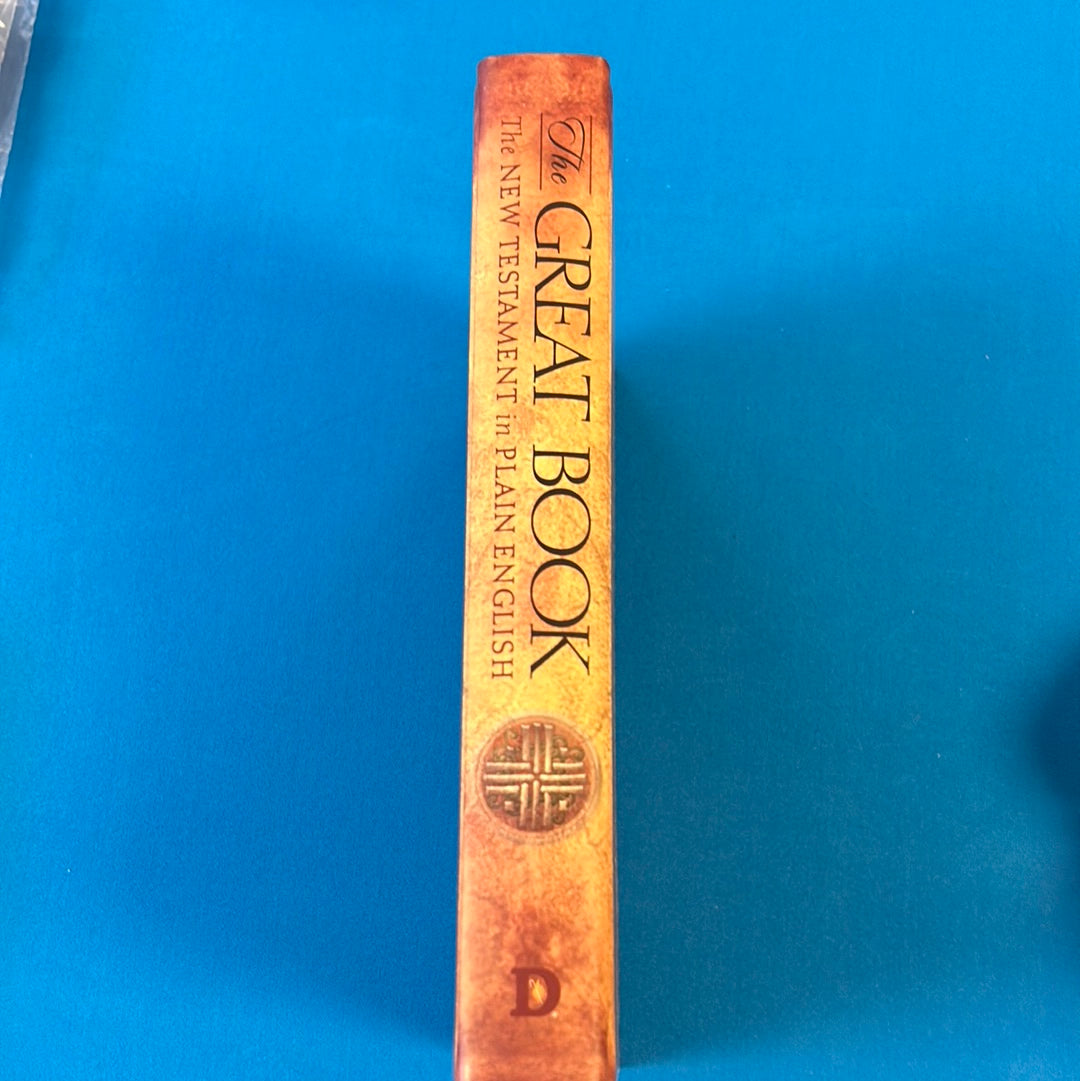 The GREAT BOOK
The NEW TESTAMENT in PLAIN ENGLISH
D